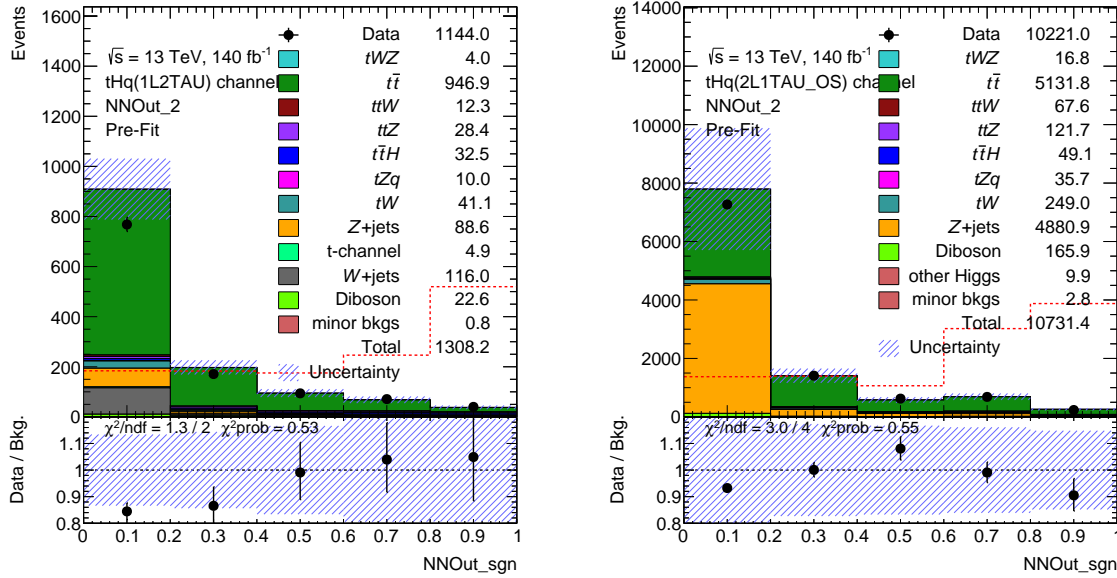 Events
1600
1400
1200
1000
800
600
400
200
0
√s = 13 TeV, 140 fb⁻¹
tHq(1L2TAU) channel
NNOut_2
Pre-Fit
Data 1144.0
tWZ 4.0
tt̄ 946.9
ttW 12.3
ttZ 28.4
tt̄H 32.5
tZq 10.0
tW 41.1
Z+jets 88.6
t-channel 4.9
W+jets 116.0
Diboson 22.6
minor bkgs 0.8
Total 1308.2
Uncertainty
Data / Bkg.
χ²/ndf = 1.3 / 2 χ²prob = 0.53
1.1
1
0.9
0.8
0 0.1 0.2 0.3 0.4 0.5 0.6 0.7 0.8 0.9 1
NNOut_sgn
Events
14000
12000
10000
8000
6000
4000
2000
0
√s = 13 TeV, 140 fb⁻¹
tHq(2L1TAU_OS) channel
NNOut_2
Pre-Fit
Data 10221.0
tWZ 16.8
tt̄ 5131.8
ttW 67.6
ttZ 121.7
tt̄H 49.1
tZq 35.7
tW 249.0
Z+jets 4880.9
Diboson 165.9
other Higgs 9.9
minor bkgs 2.8
Total 10731.4
Uncertainty
Data / Bkg.
χ²/ndf = 3.0 / 4 χ²prob = 0.55
1.1
1
0.9
0.8
0 0.1 0.2 0.3 0.4 0.5 0.6 0.7 0.8 0.9 1
NNOut_sgn